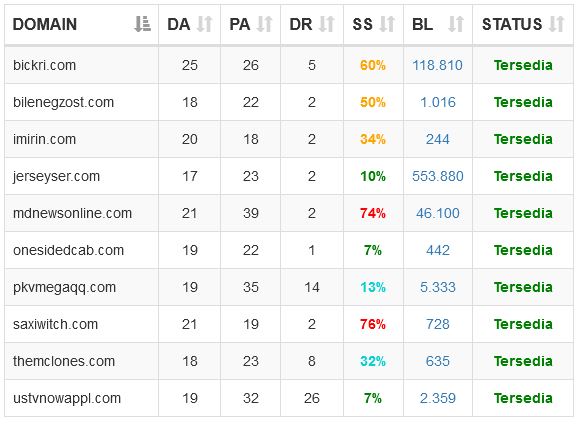 DOMAIN DA PA DR SS BL STATUS
bickri.com 25 26 5 60% 118.810 Tersedia
bilenegzost.com 18 22 2 50% 1.016 Tersedia
imirin.com 20 18 2 34% 244 Tersedia
jerseyser.com 17 23 2 10% 553.880 Tersedia
mdnewsonline.com 21 39 2 74% 46.100 Tersedia
onesidedcab.com 19 22 1 7% 442 Tersedia
pkvmegaqq.com 19 35 14 13% 5.333 Tersedia
saxiwitch.com 21 19 2 76% 728 Tersedia
themclones.com 18 23 8 32% 635 Tersedia
ustvnowappl.com 19 32 26 7% 2.359 Tersedia